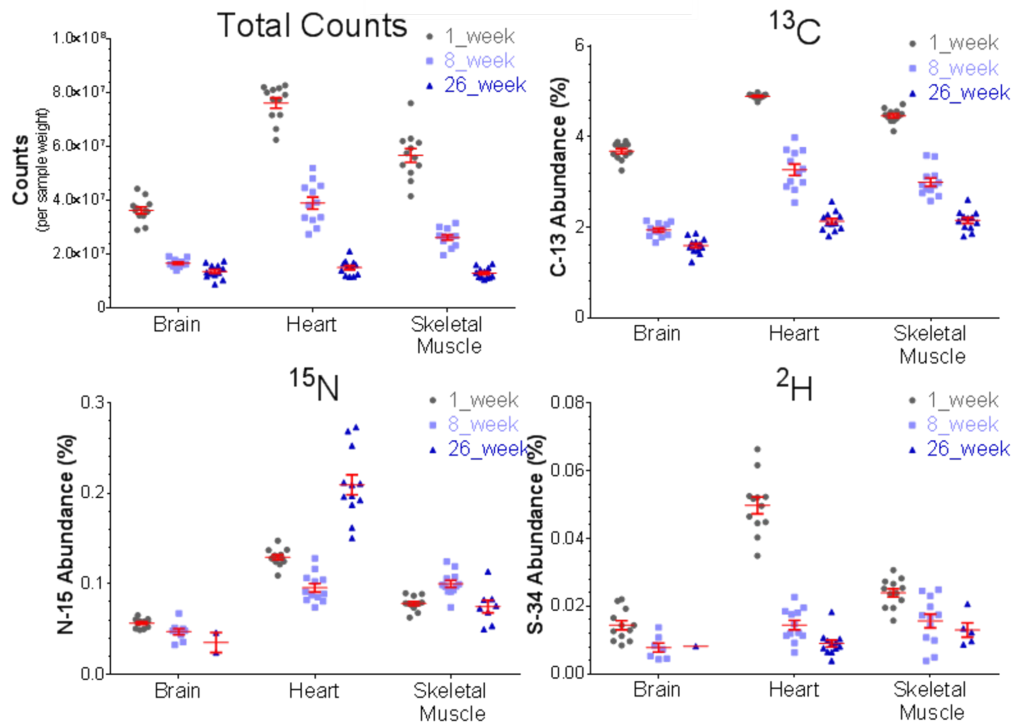 Total Counts
1_week
8_week
26_week
Counts
(per sample weight)
1.0×10⁸
8.0×10⁷
6.0×10⁷
4.0×10⁷
2.0×10⁷
0
Brain
Heart
Skeletal
Muscle
¹³C
1_week
8_week
26_week
C-13 Abundance (%)
6
4
2
0
Brain
Heart
Skeletal
Muscle
¹⁵N
1_week
8_week
26_week
N-15 Abundance (%)
0.3
0.2
0.1
0.0
Brain
Heart
Skeletal
Muscle
²H
1_week
8_week
26_week
S-34 Abundance (%)
0.08
0.06
0.04
0.02
0.00
Brain
Heart
Skeletal
Muscle